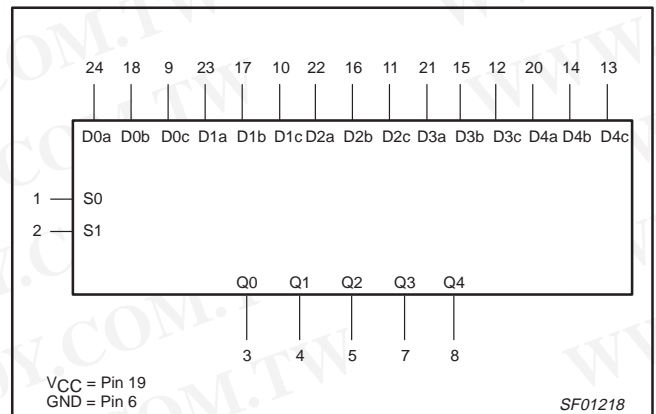 24 18 9 23 17 10 22 16 11 21 15 12 20 14 13
D0a D0b D0c D1a D1b D1c D2a D2b D2c D3a D3b D3c D4a D4b D4c
1 S0
2 S1
Q0 Q1 Q2 Q3 Q4
3 4 5 7 8
VCC = Pin 19
GND = Pin 6
SF01218